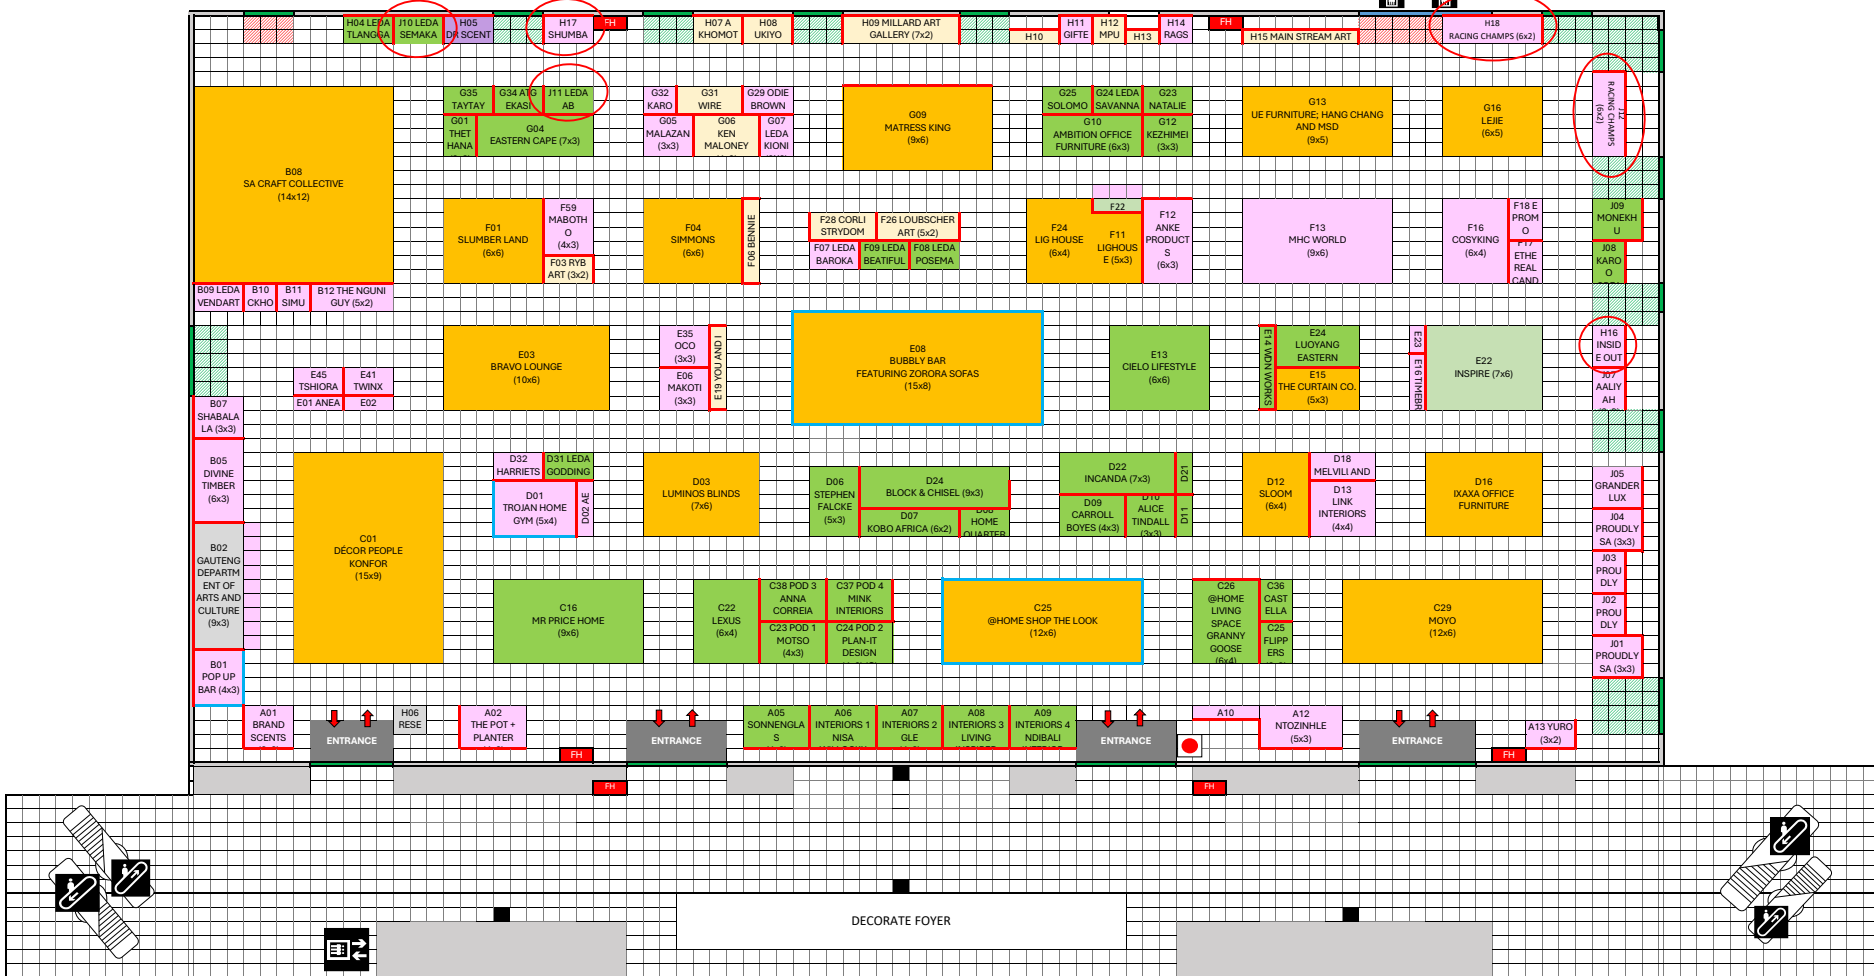 H04 LEDA
TLANGGA
J10 LEDA
SEMAKA
H05
DR SCENT
H17
SHUMBA
FH
H07 A
KHOMOT
H08
UKIYO
H09 MILLARD ART
GALLERY (7x2)
H10
H11
GIFTE
H12
MPU
H13
H14
RAGS
FH
H15 MAIN STREAM ART
H18
RACING CHAMPS (6x2)
G35
TAYTAY
G34 ATG
EKASI
J11 LEDA
AB
G32
KARO
G31
WIRE
G29 ODIE
BROWN
G25
SOLOMO
G24 LEDA
SAVANNA
G23
NATALIE
RACING CHAMPS
(6x2)
G01
THET
HANA
G04
EASTERN CAPE (7x3)
G05
MALAZAN
(3x3)
G06
KEN
MALONEY
G07
LEDA
KIONI
G09
MATRESS KING
(9x6)
G10
AMBITION OFFICE
FURNITURE (6x3)
G12
KEZHIMEI
(3x3)
G13
UE FURNITURE; HANG CHANG
AND MSD
(9x5)
G16
LEJIE
(6x5)
B08
SA CRAFT COLLECTIVE
(14x12)
F01
SLUMBER LAND
(6x6)
F59
MABOTH
O
(4x3)
F03 RYB
ART (3x2)
F04
SIMMONS
(6x6)
F06 BENNIE
F28 CORLI
STRYDOM
F26 LOUBSCHER
ART (5x2)
F07 LEDA
BAROKA
F09 LEDA
BEATIFUL
F08 LEDA
POSEMA
F24
LIG HOUSE
(6x4)
F22
F11
LIGHOUS
E (5x3)
F12
ANKE
PRODUCT
S
(6x3)
F13
MHC WORLD
(9x6)
F16
COSYKING
(6x4)
F18 E
PROM
O
F17
ETHE
REAL
CAND
J09
MONEKH
U
J08
KARO
O
B09 LEDA
VENDART
B10
CKHO
B11
SIMU
B12 THE NGUNI
GUY (5x2)
E45
TSHIORA
E41
TWINX
E01 ANEA
E02
E03
BRAVO LOUNGE
(10x6)
E35
OCO
(3x3)
E06
MAKOTI
(3x3)
E19 YOU AND I
E08
BUBBLY BAR
FEATURING ZORORA SOFAS
(15x8)
E13
CIELO LIFESTYLE
(6x6)
E14 WDN WORKS
E24
LUOYANG
EASTERN
E15
THE CURTAIN CO.
(5x3)
E23
E16 TIMEBR
E22
INSPIRE (7x6)
H16
INSID
E OUT
J07
AALIY
AH
B07
SHABALA
LA (3x3)
B05
DIVINE
TIMBER
(6x3)
B02
GAUTENG
DEPARTM
ENT OF
ARTS AND
CULTURE
(9x3)
B01
POP UP
BAR (4x3)
C01
DÉCOR PEOPLE
KONFOR
(15x9)
D32
HARRIETS
D31 LEDA
GODDING
D01
TROJAN HOME
GYM (5x4)
D02 AE
D03
LUMINOS BLINDS
(7x6)
D06
STEPHEN
FALCKE
(5x3)
D24
BLOCK & CHISEL (9x3)
D07
KOBO AFRICA (6x2)
D08
HOME
QUARTER
D22
INCANDA (7x3)
D21
D09
CARROLL
BOYES (4x3)
D10
ALICE
TINDALL
(3x3)
D11
D12
SLOOM
(6x4)
D18
MELVILL AND
D13
LINK
INTERIORS
(4x4)
D16
IXAXA OFFICE
FURNITURE
J05
GRANDER
LUX
J04
PROUDLY
SA (3x3)
J03
PROU
DLY
J02
PROU
DLY
J01
PROUDLY
SA (3x3)
C16
MR PRICE HOME
(9x6)
C22
LEXUS
(6x4)
C38 POD 3
ANNA
CORREIA
C37 POD 4
MINK
INTERIORS
C23 POD 1
MOTSO
(4x3)
C24 POD 2
PLAN-IT
DESIGN
C25
@HOME SHOP THE LOOK
(12x6)
C26
@HOME
LIVING
SPACE
GRANNY
GOOSE
(6x4)
C36
CAST
ELLA
C25
FLIPP
ERS
C29
MOYO
(12x6)
A01
BRAND
SCENTS
ENTRANCE
H06
RESE
A02
THE POT +
PLANTER
FH
ENTRANCE
A05
SONNENGLA
S
A06
INTERIORS 1
NISA
A07
INTERIORS 2
GLE
A08
INTERIORS 3
LIVING
A09
INTERIORS 4
NDIBALI
ENTRANCE
A10
A12
NTOZINHLE
(5x3)
ENTRANCE
FH
A13 YURO
(3x2)
FH
FH
DECORATE FOYER